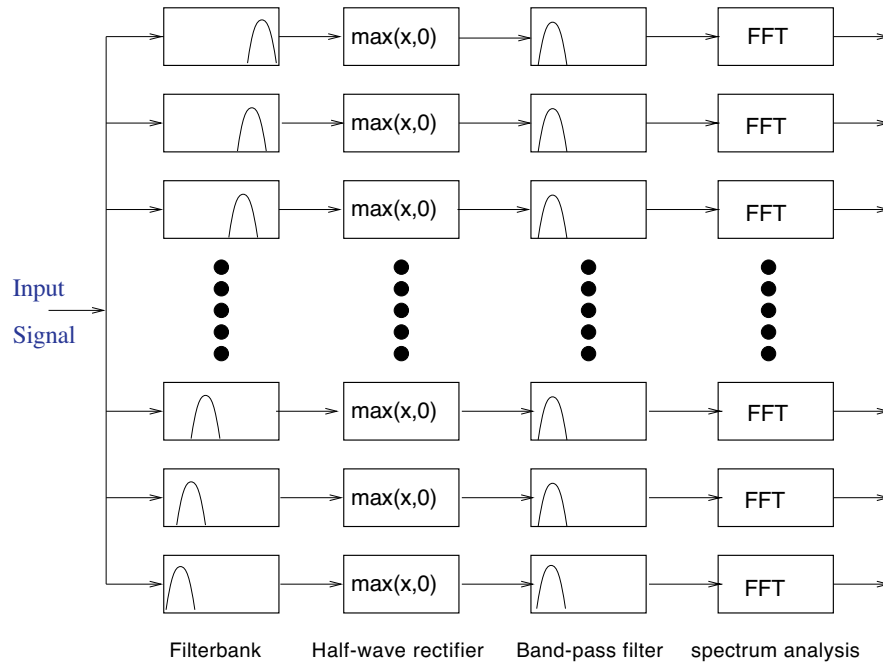 max(x,0) FFT
max(x,0) FFT
max(x,0) FFT
Input
Signal
max(x,0) FFT
max(x,0) FFT
max(x,0) FFT
Filterbank Half-wave rectifier Band-pass filter spectrum analysis